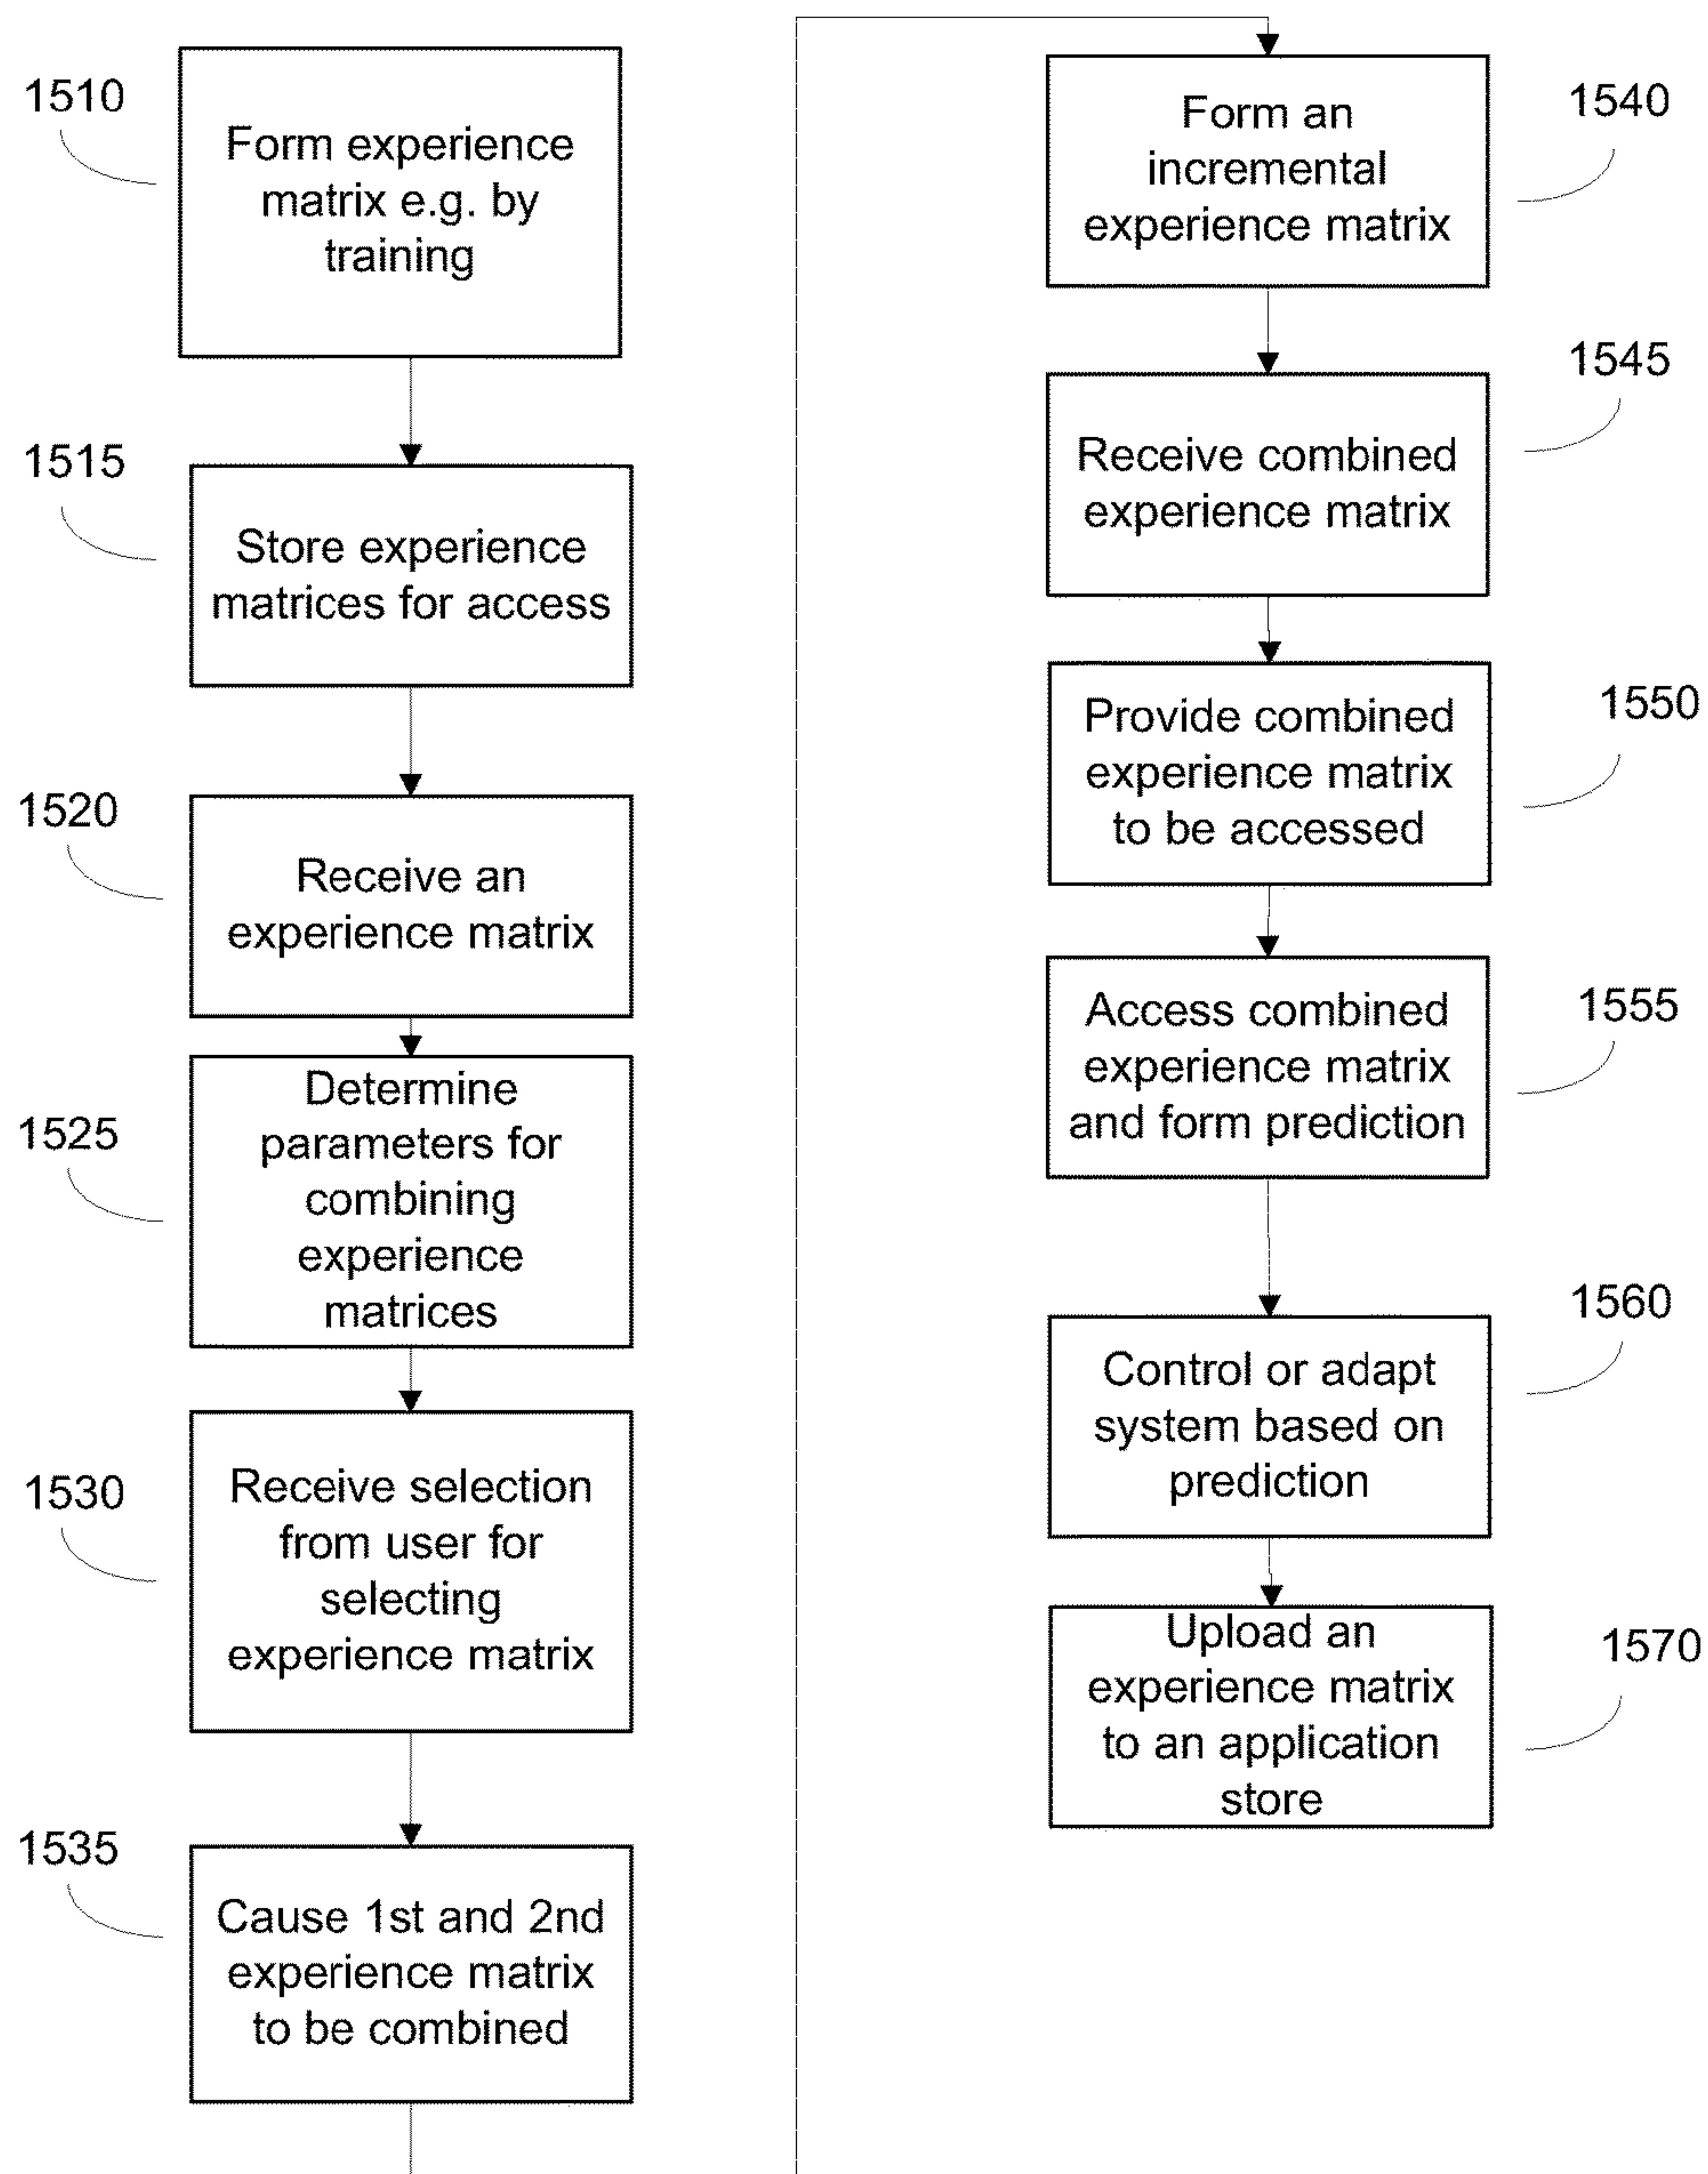 1510
Form experience
matrix e.g. by
training
1515
Store experience
matrices for access
1520
Receive an
experience matrix
1525
Determine
parameters for
combining
experience
matrices
1530
Receive selection
from user for
selecting
experience matrix
1535
Cause 1st and 2nd
experience matrix
to be combined
1540
Form an
incremental
experience matrix
1545
Receive combined
experience matrix
1550
Provide combined
experience matrix
to be accessed
1555
Access combined
experience matrix
and form prediction
1560
Control or adapt
system based on
prediction
1570
Upload an
experience matrix
to an application
store